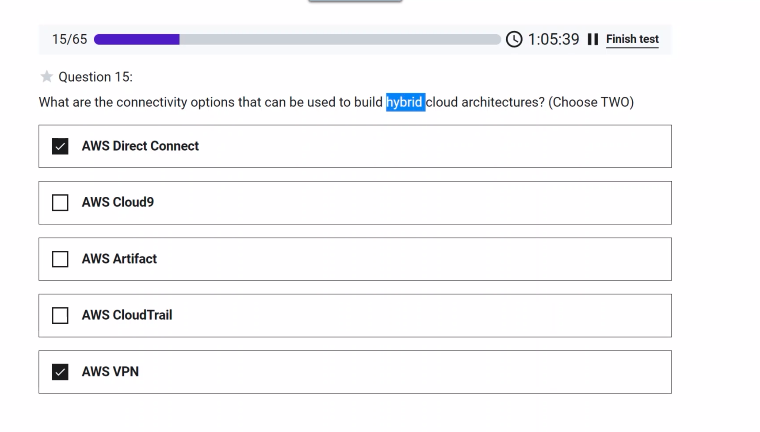 15/65 1:05:39 Finish test
Question 15:
What are the connectivity options that can be used to build hybrid cloud architectures? (Choose TWO)
AWS Direct Connect
AWS Cloud9
AWS Artifact
AWS CloudTrail
AWS VPN